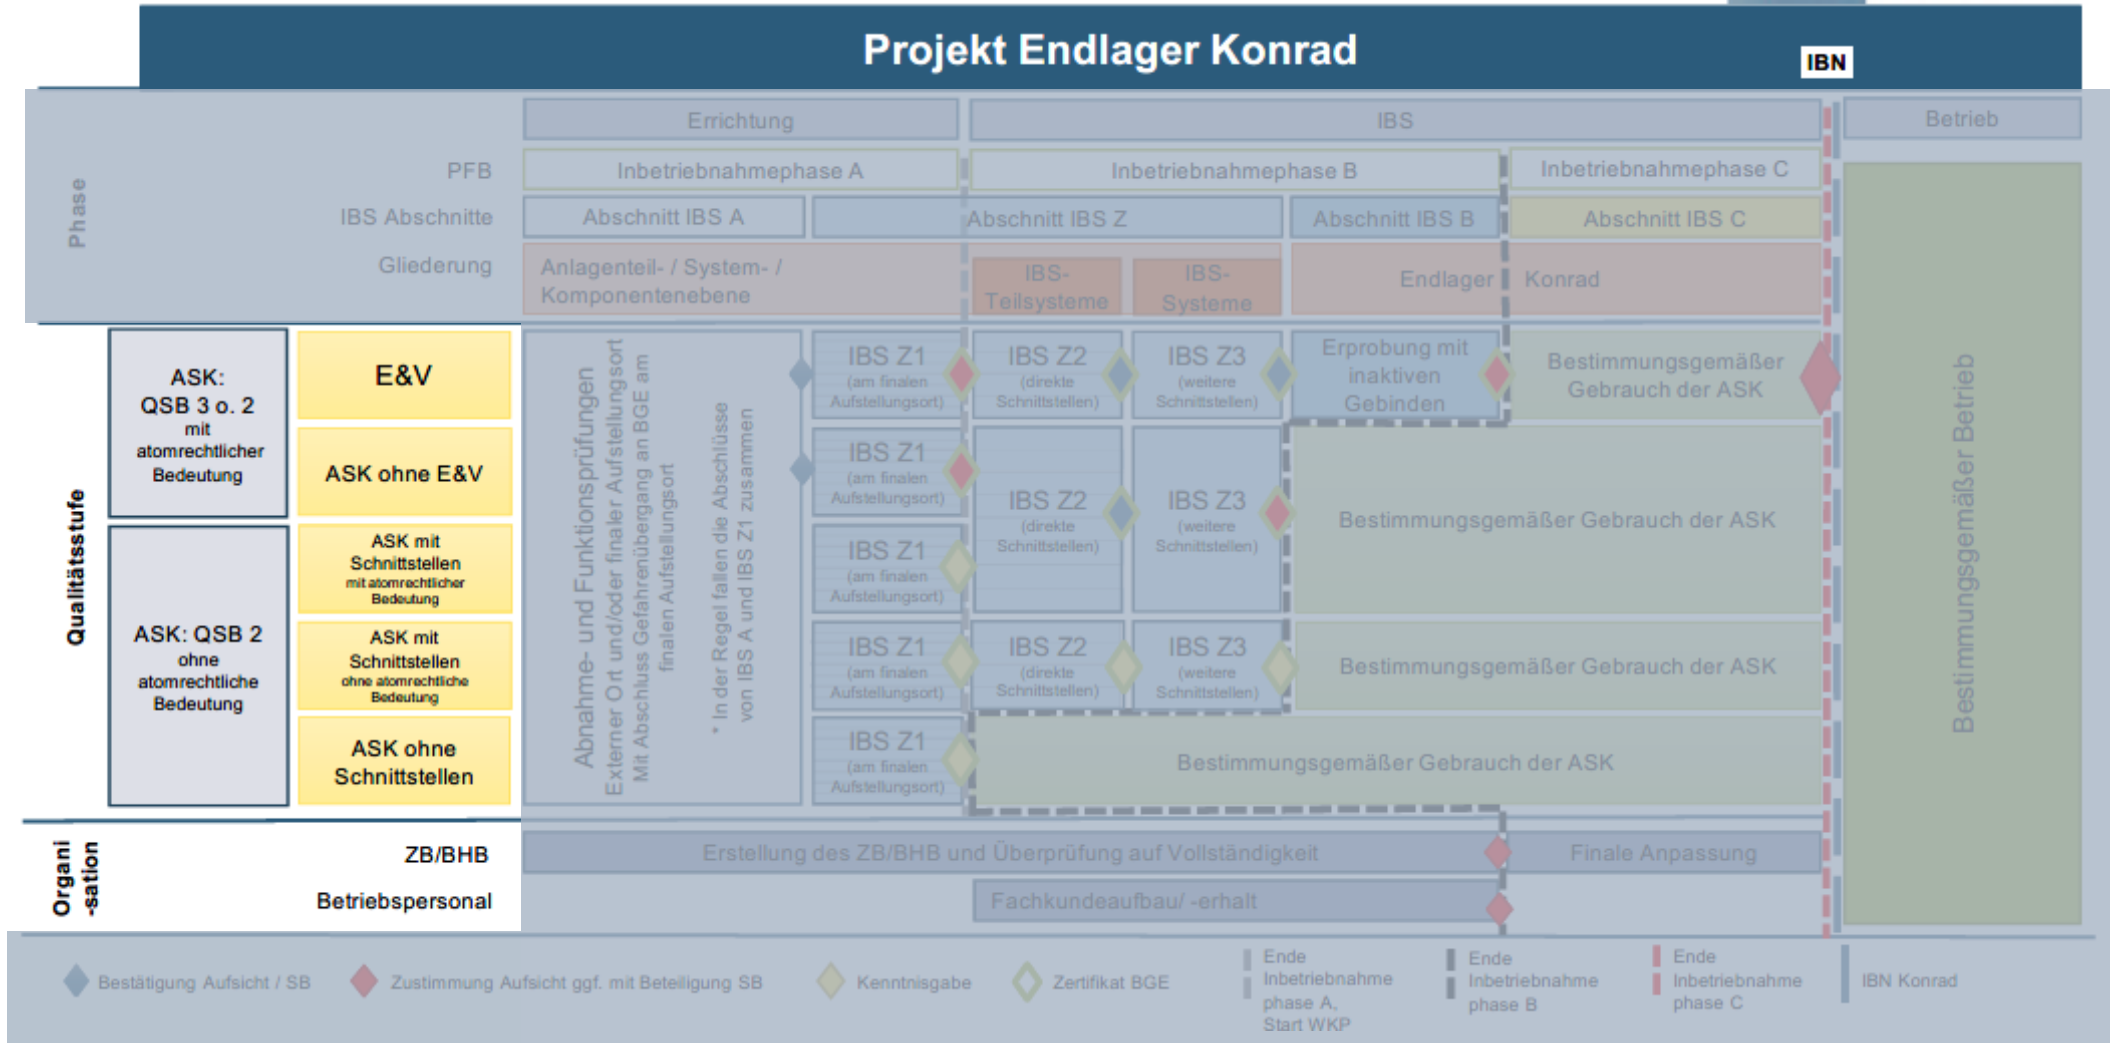 Projekt Endlager Konrad
IBN
Phase
Errichtung
IBS
Betrieb
PFB
Inbetriebnahmephase A
Inbetriebnahmephase B
Inbetriebnahmephase C
IBS Abschnitte
Abschnitt IBS A
Abschnitt IBS Z
Abschnitt IBS B
Abschnitt IBS C
Gliederung
Anlagenteil- / System- /
Komponentenebene
IBS-
Teilsysteme
IBS-
Systeme
Endlager Konrad
Qualitätsstufe
ASK:
QSB 3 o. 2
mit
atomrechtlicher
Bedeutung
E&V
ASK ohne E&V
ASK: QSB 2
ohne
atomrechtliche
Bedeutung
ASK mit
Schnittstellen
mit atomrechtlicher
Bedeutung
ASK mit
Schnittstellen
ohne atomrechtliche
Bedeutung
ASK ohne
Schnittstellen
Abnahme- und Funktionsprüfungen
Externer Ort und/oder finaler Aufstellungsort
Mit Abschluss Gefahrenübergang an BGE am
finalen Aufstellungsort
* In der Regel fallen die Abschlüsse
von IBS A und IBS Z1 zusammen
IBS Z1
(am finalen
Aufstellungsort)
IBS Z2
(direkte
Schnittstellen)
IBS Z3
(weitere
Schnittstellen)
Erprobung mit
inaktiven
Gebinden
Bestimmungsgemäßer
Gebrauch der ASK
IBS Z1
(am finalen
Aufstellungsort)
IBS Z2
(direkte
Schnittstellen)
IBS Z3
(weitere
Schnittstellen)
Bestimmungsgemäßer Gebrauch der ASK
IBS Z1
(am finalen
Aufstellungsort)
IBS Z1
(am finalen
Aufstellungsort)
IBS Z2
(direkte
Schnittstellen)
IBS Z3
(weitere
Schnittstellen)
Bestimmungsgemäßer Gebrauch der ASK
IBS Z1
(am finalen
Aufstellungsort)
Bestimmungsgemäßer Gebrauch der ASK
Bestimmungsgemäßer Betrieb
Organi
-sation
ZB/BHB
Erstellung des ZB/BHB und Überprüfung auf Vollständigkeit
Finale Anpassung
Betriebspersonal
Fachkundeaufbau/ -erhalt
Bestätigung Aufsicht / SB
Zustimmung Aufsicht ggf. mit Beteiligung SB
Kenntnisgabe
Zertifikat BGE
Ende
Inbetriebnahme
phase A,
Start WKP
Ende
Inbetriebnahme
phase B
Ende
Inbetriebnahme
phase C
IBN Konrad